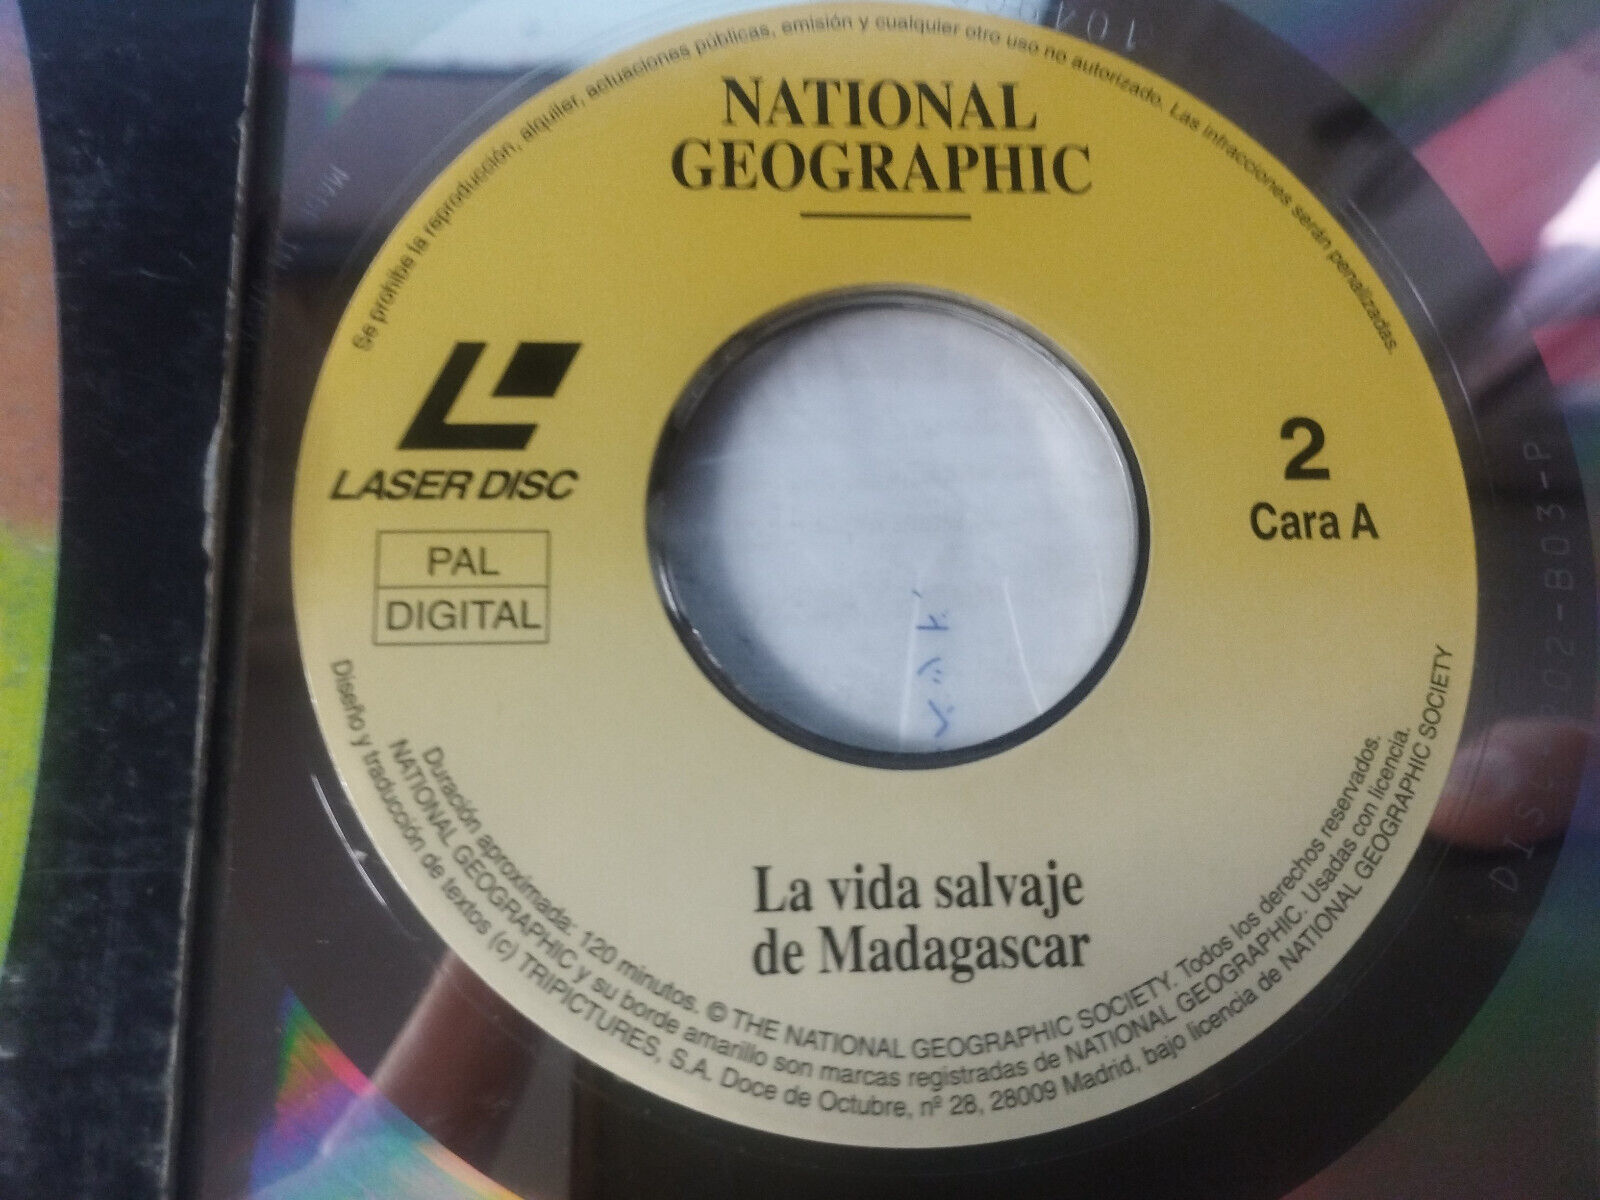 Se prohibe la reproducción, alquiler, actuaciones públicas, emisión y cualquier otro uso no autorizado. Las infracciones serán penalizadas.
NATIONAL
GEOGRAPHIC
LASER DISC
PAL
DIGITAL
2
Cara A
La vida salvaje
de Madagascar
Duración aproximada: 120 minutos. © THE NATIONAL GEOGRAPHIC SOCIETY. Todos los derechos reservados.
NATIONAL GEOGRAPHIC y su borde amarillo son marcas registradas de NATIONAL GEOGRAPHIC. Usadas con licencia.
Diseño y traducción de textos (c) TRIPICTURES, S.A. Doce de Octubre, nº 28, 28009 Madrid, bajo licencia de NATIONAL GEOGRAPHIC SOCIETY